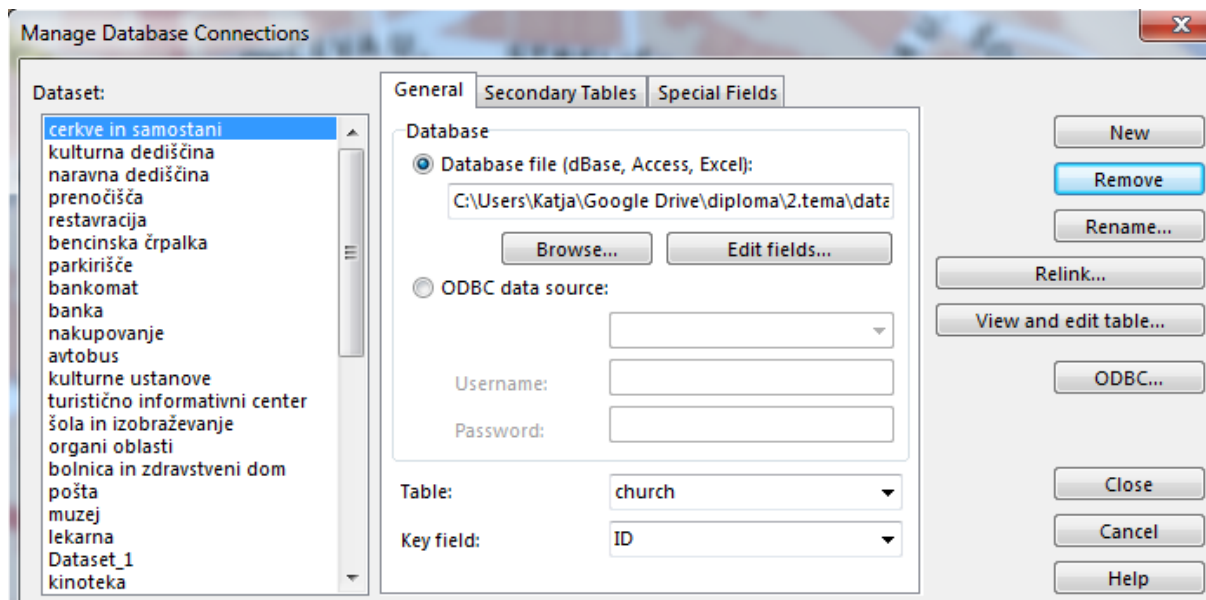 Manage Database Connections
Dataset:
cerkve in samostani
kulturna dediščina
naravna dediščina
prenočišča
restavracija
bencinska črpalka
parkirišče
bankomat
banka
nakupovanje
avtobus
kulturne ustanove
turistično informativni center
šola in izobraževanje
organi oblasti
bolnica in zdravstveni dom
pošta
muzej
lekarna
Dataset_1
kinoteka
General Secondary Tables Special Fields
Database
Database file (dBase, Access, Excel):
C:\Users\Katja\Google Drive\diploma\2.tema\data
Browse... Edit fields...
ODBC data source:
Username:
Password:
Table: church
Key field: ID
New
Remove
Rename...
Relink...
View and edit table...
ODBC...
Close
Cancel
Help